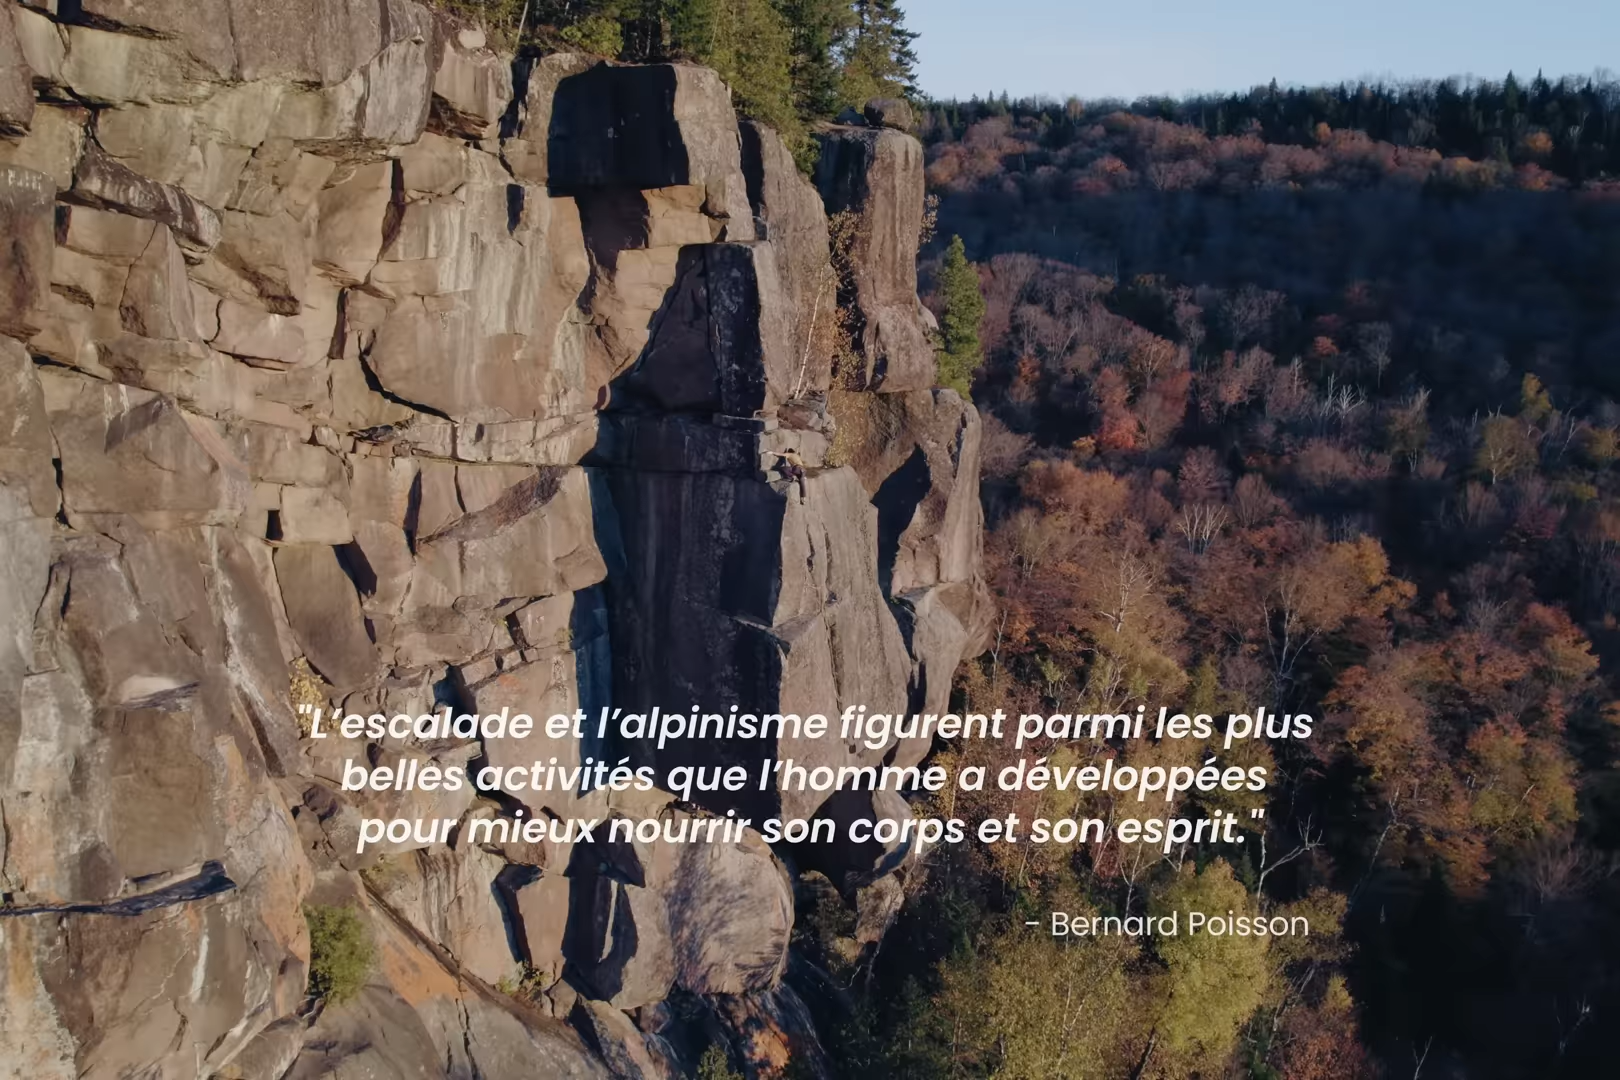 "L’escalade et l’alpinisme figurent parmi les plus
belles activités que l’homme a développées
pour mieux nourrir son corps et son esprit."
- Bernard Poisson